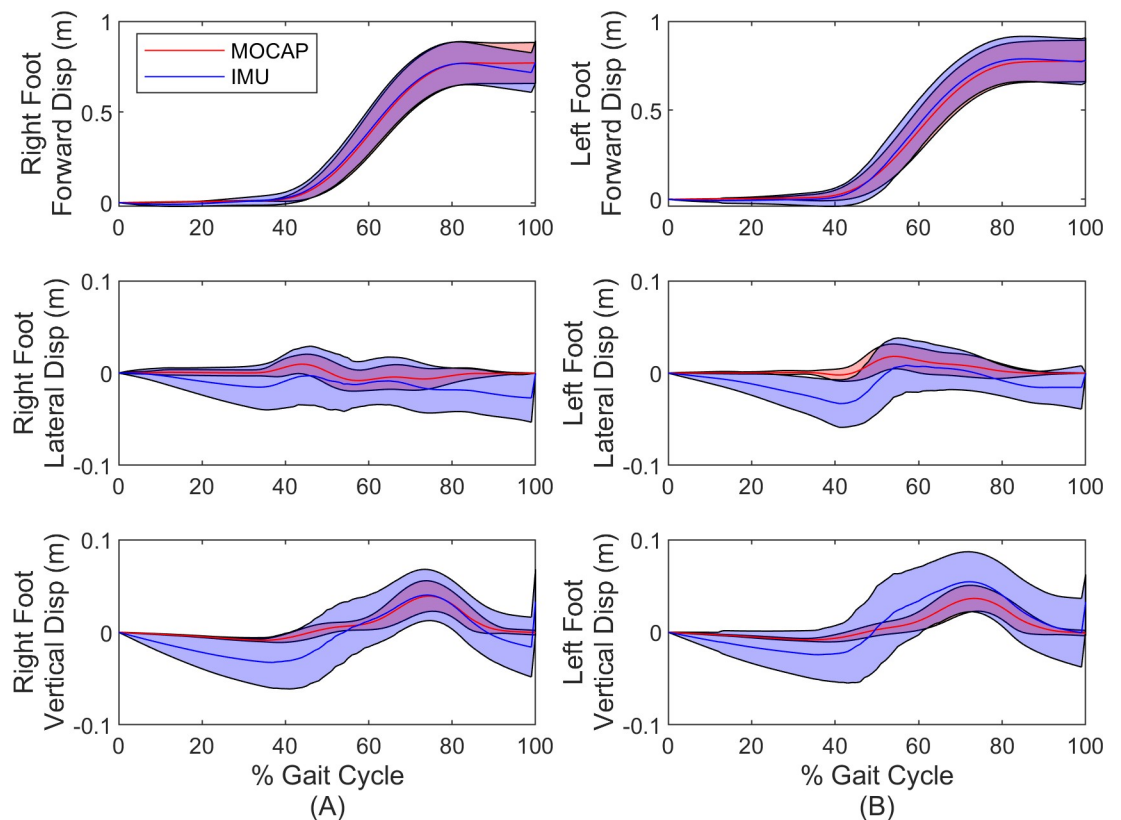 Right Foot
Forward Disp (m)
1
0.5
0
MOCAP
IMU
0 20 40 60 80 100
Left Foot
Forward Disp (m)
1
0.5
0
0 20 40 60 80 100
Right Foot
Lateral Disp (m)
0.1
0
-0.1
0 20 40 60 80 100
Left Foot
Lateral Disp (m)
0.1
0
-0.1
0 20 40 60 80 100
Right Foot
Vertical Disp (m)
0.1
0
-0.1
0 20 40 60 80 100
% Gait Cycle
(A)
Left Foot
Vertical Disp (m)
0.1
0
-0.1
0 20 40 60 80 100
% Gait Cycle
(B)